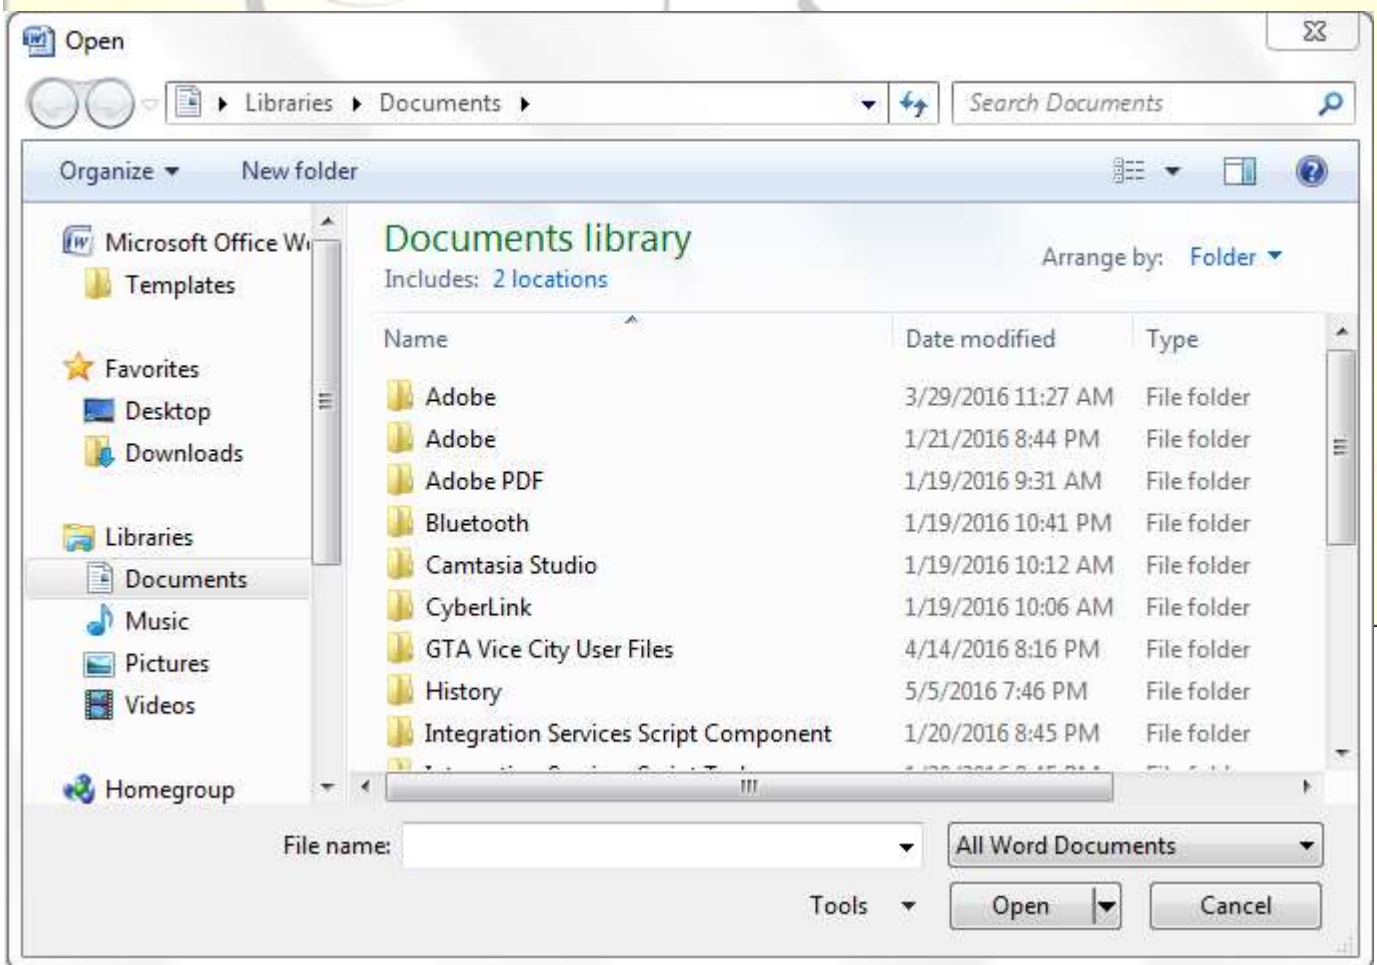 Open
Libraries Documents
Search Documents
Organize New folder
Microsoft Office W
Templates
Favorites
Desktop
Downloads
Libraries
Documents
Music
Pictures
Videos
Homegroup
Documents library
Includes: 2 locations
Arrange by: Folder
Name Date modified Type
Adobe 3/29/2016 11:27 AM File folder
Adobe 1/21/2016 8:44 PM File folder
Adobe PDF 1/19/2016 9:31 AM File folder
Bluetooth 1/19/2016 10:41 PM File folder
Camtasia Studio 1/19/2016 10:12 AM File folder
CyberLink 1/19/2016 10:06 AM File folder
GTA Vice City User Files 4/14/2016 8:16 PM File folder
History 5/5/2016 7:46 PM File folder
Integration Services Script Component 1/20/2016 8:45 PM File folder
File name:
All Word Documents
Tools Open Cancel